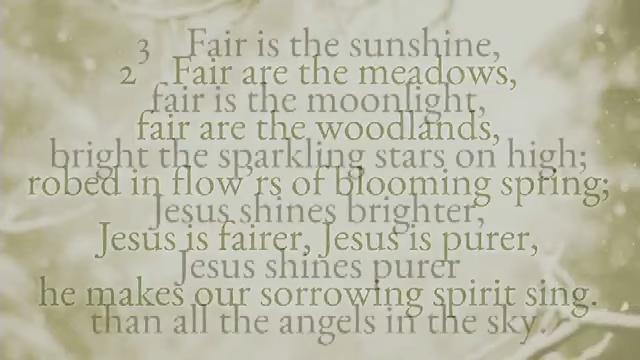 3 Fair is the sunshine,
2 Fair are the meadows,
fair is the moonlight,
fair are the woodlands,
bright the sparkling stars on high;
robed in flow rs of blooming spring;
Jesus shines brighter,
Jesus is fairer, Jesus is purer,
Jesus shines purer
he makes our sorrowing spirit sing.
than all the angels in the sky.